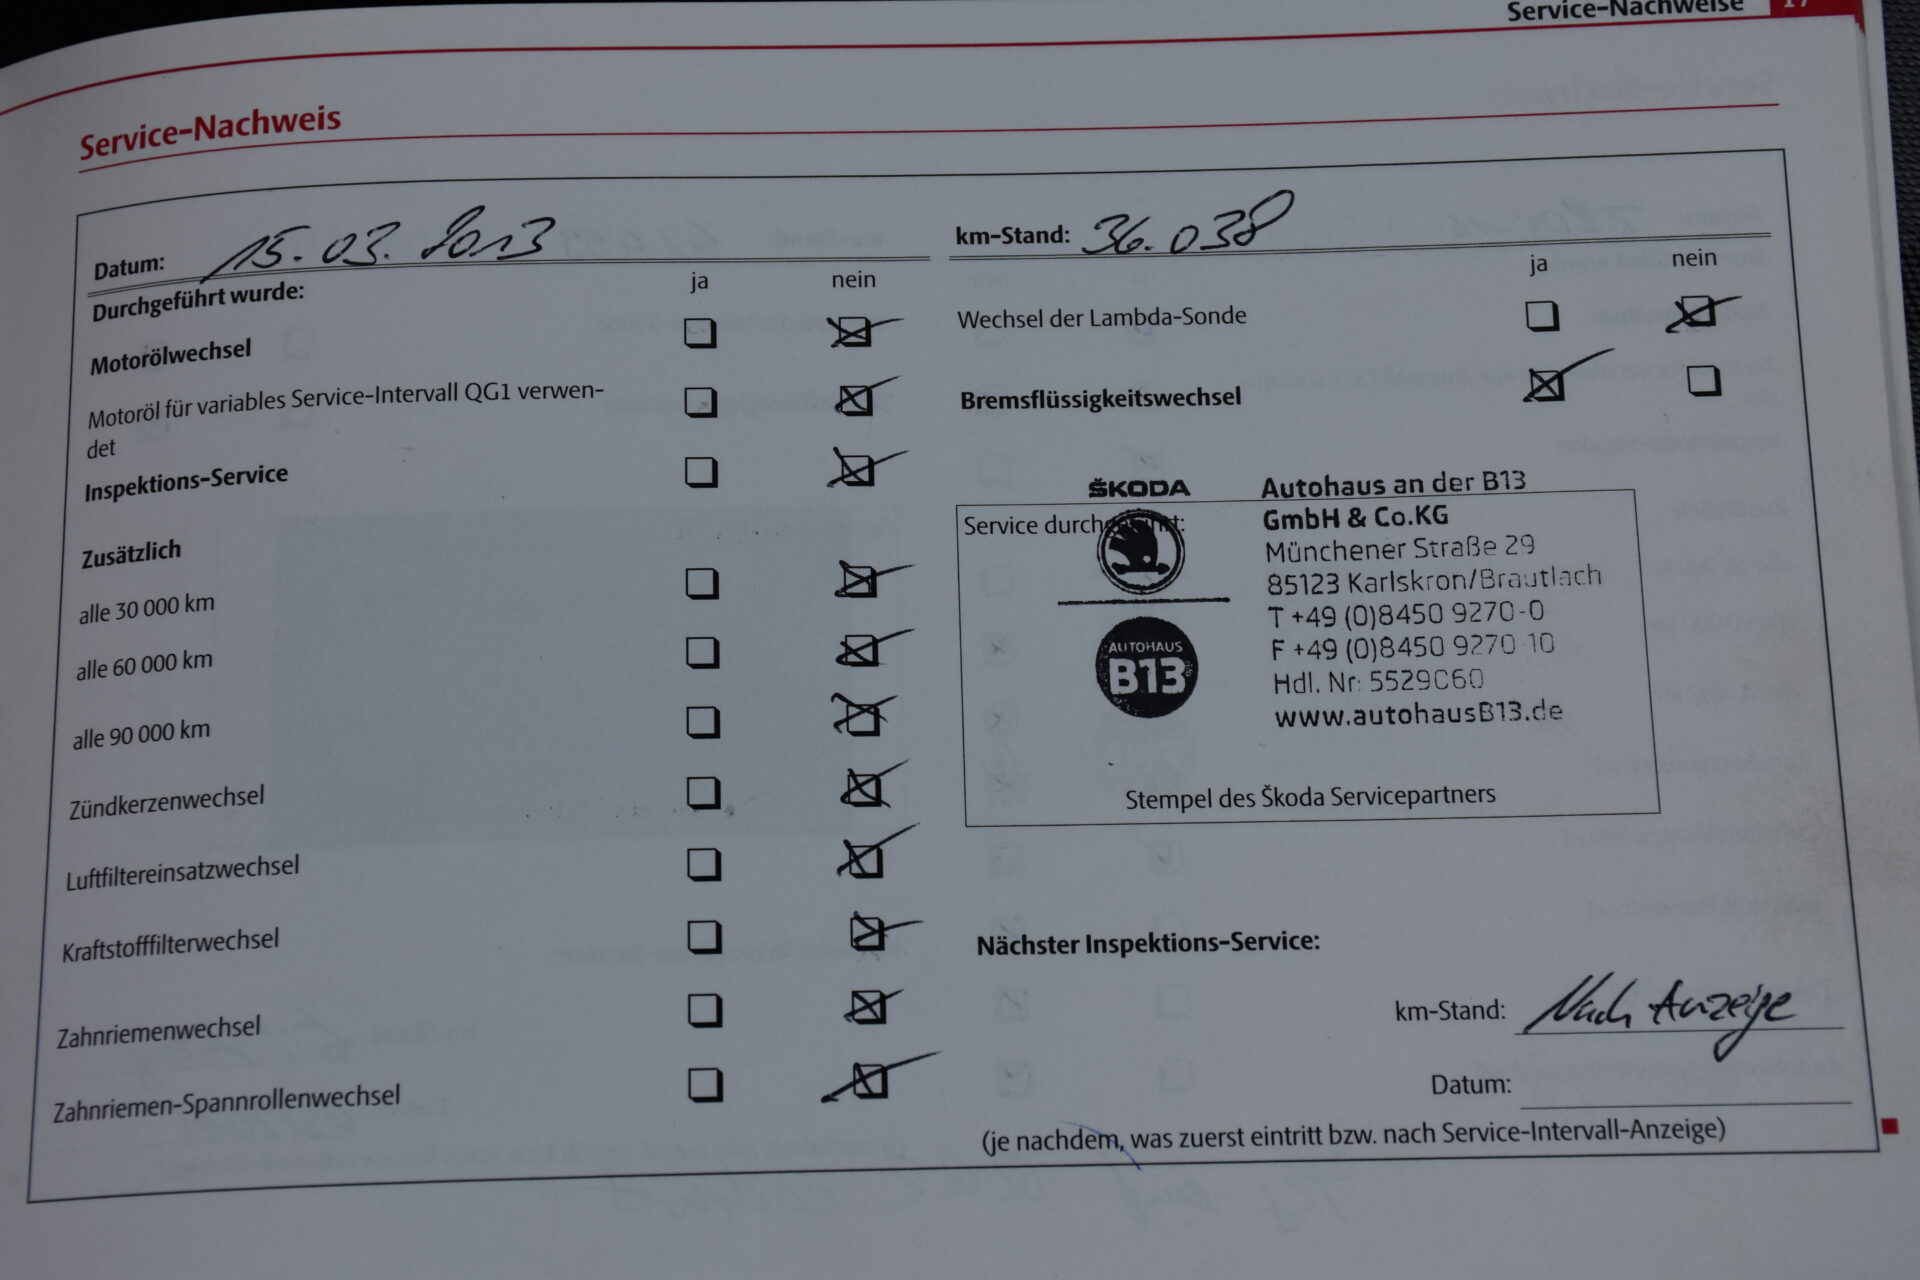 Service-Nachweise 17
Service-Nachweis
Datum: 15.03.2013
km-Stand: 36.038
Durchgeführt wurde:
ja nein
ja nein
Motorölwechsel
Wechsel der Lambda-Sonde
Motoröl für variables Service-Intervall QG1 verwen-
det
Bremsflüssigkeitswechsel
Inspektions-Service
Zusätzlich
alle 30 000 km
alle 60 000 km
alle 90 000 km
Zündkerzenwechsel
Luftfiltereinsatzwechsel
Kraftstofffilterwechsel
Zahnriemenwechsel
Zahnriemen-Spannrollenwechsel
Service durchgeführt:
ŠKODA
AUTOHAUS
B13
Autohaus an der B13
GmbH & Co.KG
Münchener Straße 29
85123 Karlskron/Brautlach
T +49 (0)8450 9270-0
F +49 (0)8450 9270 10
Hdl. Nr: 5529C60
www.autohausB13.de
Stempel des Škoda Servicepartners
Nächster Inspektions-Service:
km-Stand: Nach Anzeige
Datum:
(je nachdem, was zuerst eintritt bzw. nach Service-Intervall-Anzeige)